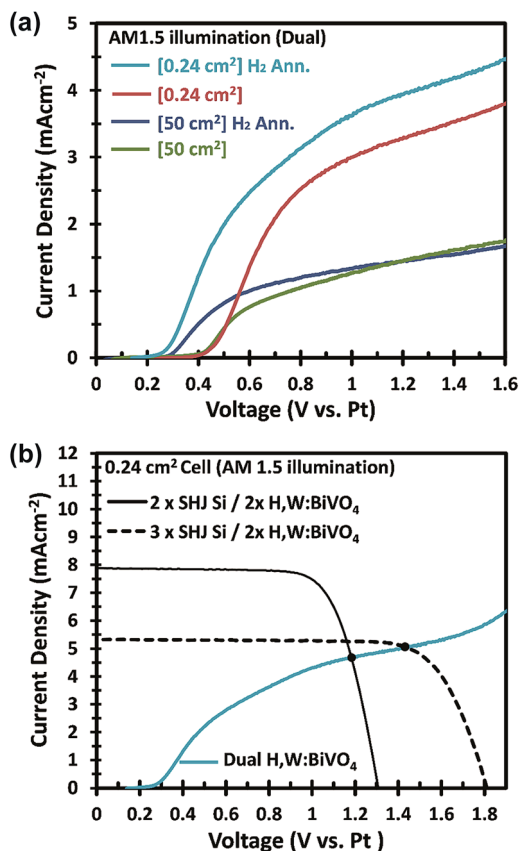 (a)
AM1.5 illumination (Dual)
[0.24 cm²] H₂ Ann.
[0.24 cm²]
[50 cm²] H₂ Ann.
[50 cm²]
Current Density (mAcm⁻²)
5
4
3
2
1
0
0 0.2 0.4 0.6 0.8 1 1.2 1.4 1.6
Voltage (V vs. Pt)
(b)
0.24 cm² Cell (AM 1.5 illumination)
2 x SHJ Si / 2x H,W:BiVO₄
3 x SHJ Si / 2x H,W:BiVO₄
Current Density (mAcm⁻²)
12
11
10
9
8
7
6
5
4
3
2
1
0
Dual H,W:BiVO₄
0 0.2 0.4 0.6 0.8 1 1.2 1.4 1.6 1.8
Voltage (V vs. Pt )